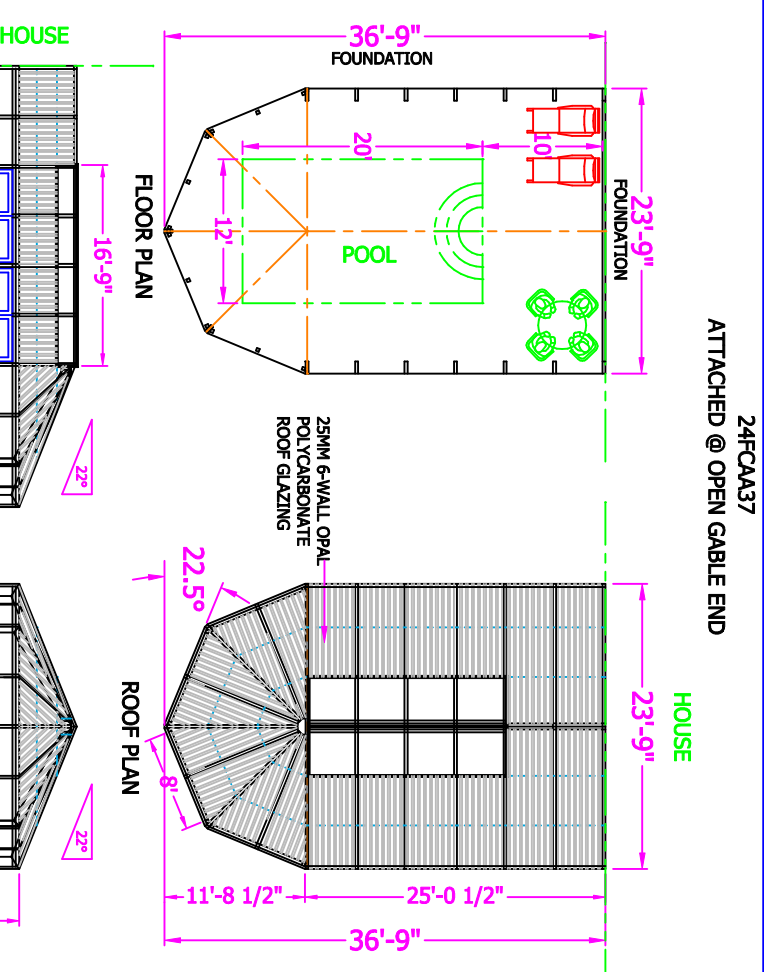 24FCAA37
ATTACHED @ OPEN GABLE END
HOUSE
36'-9"
FOUNDATION
23'-9"
FOUNDATION
20'
10'
12'
POOL
FLOOR PLAN
16'-9"
22°
25MM 6-WALL OPAL
POLYCARBONATE
ROOF GLAZING
22.5°
HOUSE
23'-9"
8'
ROOF PLAN
22°
11'-8 1/2"
25'-0 1/2"
36'-9"